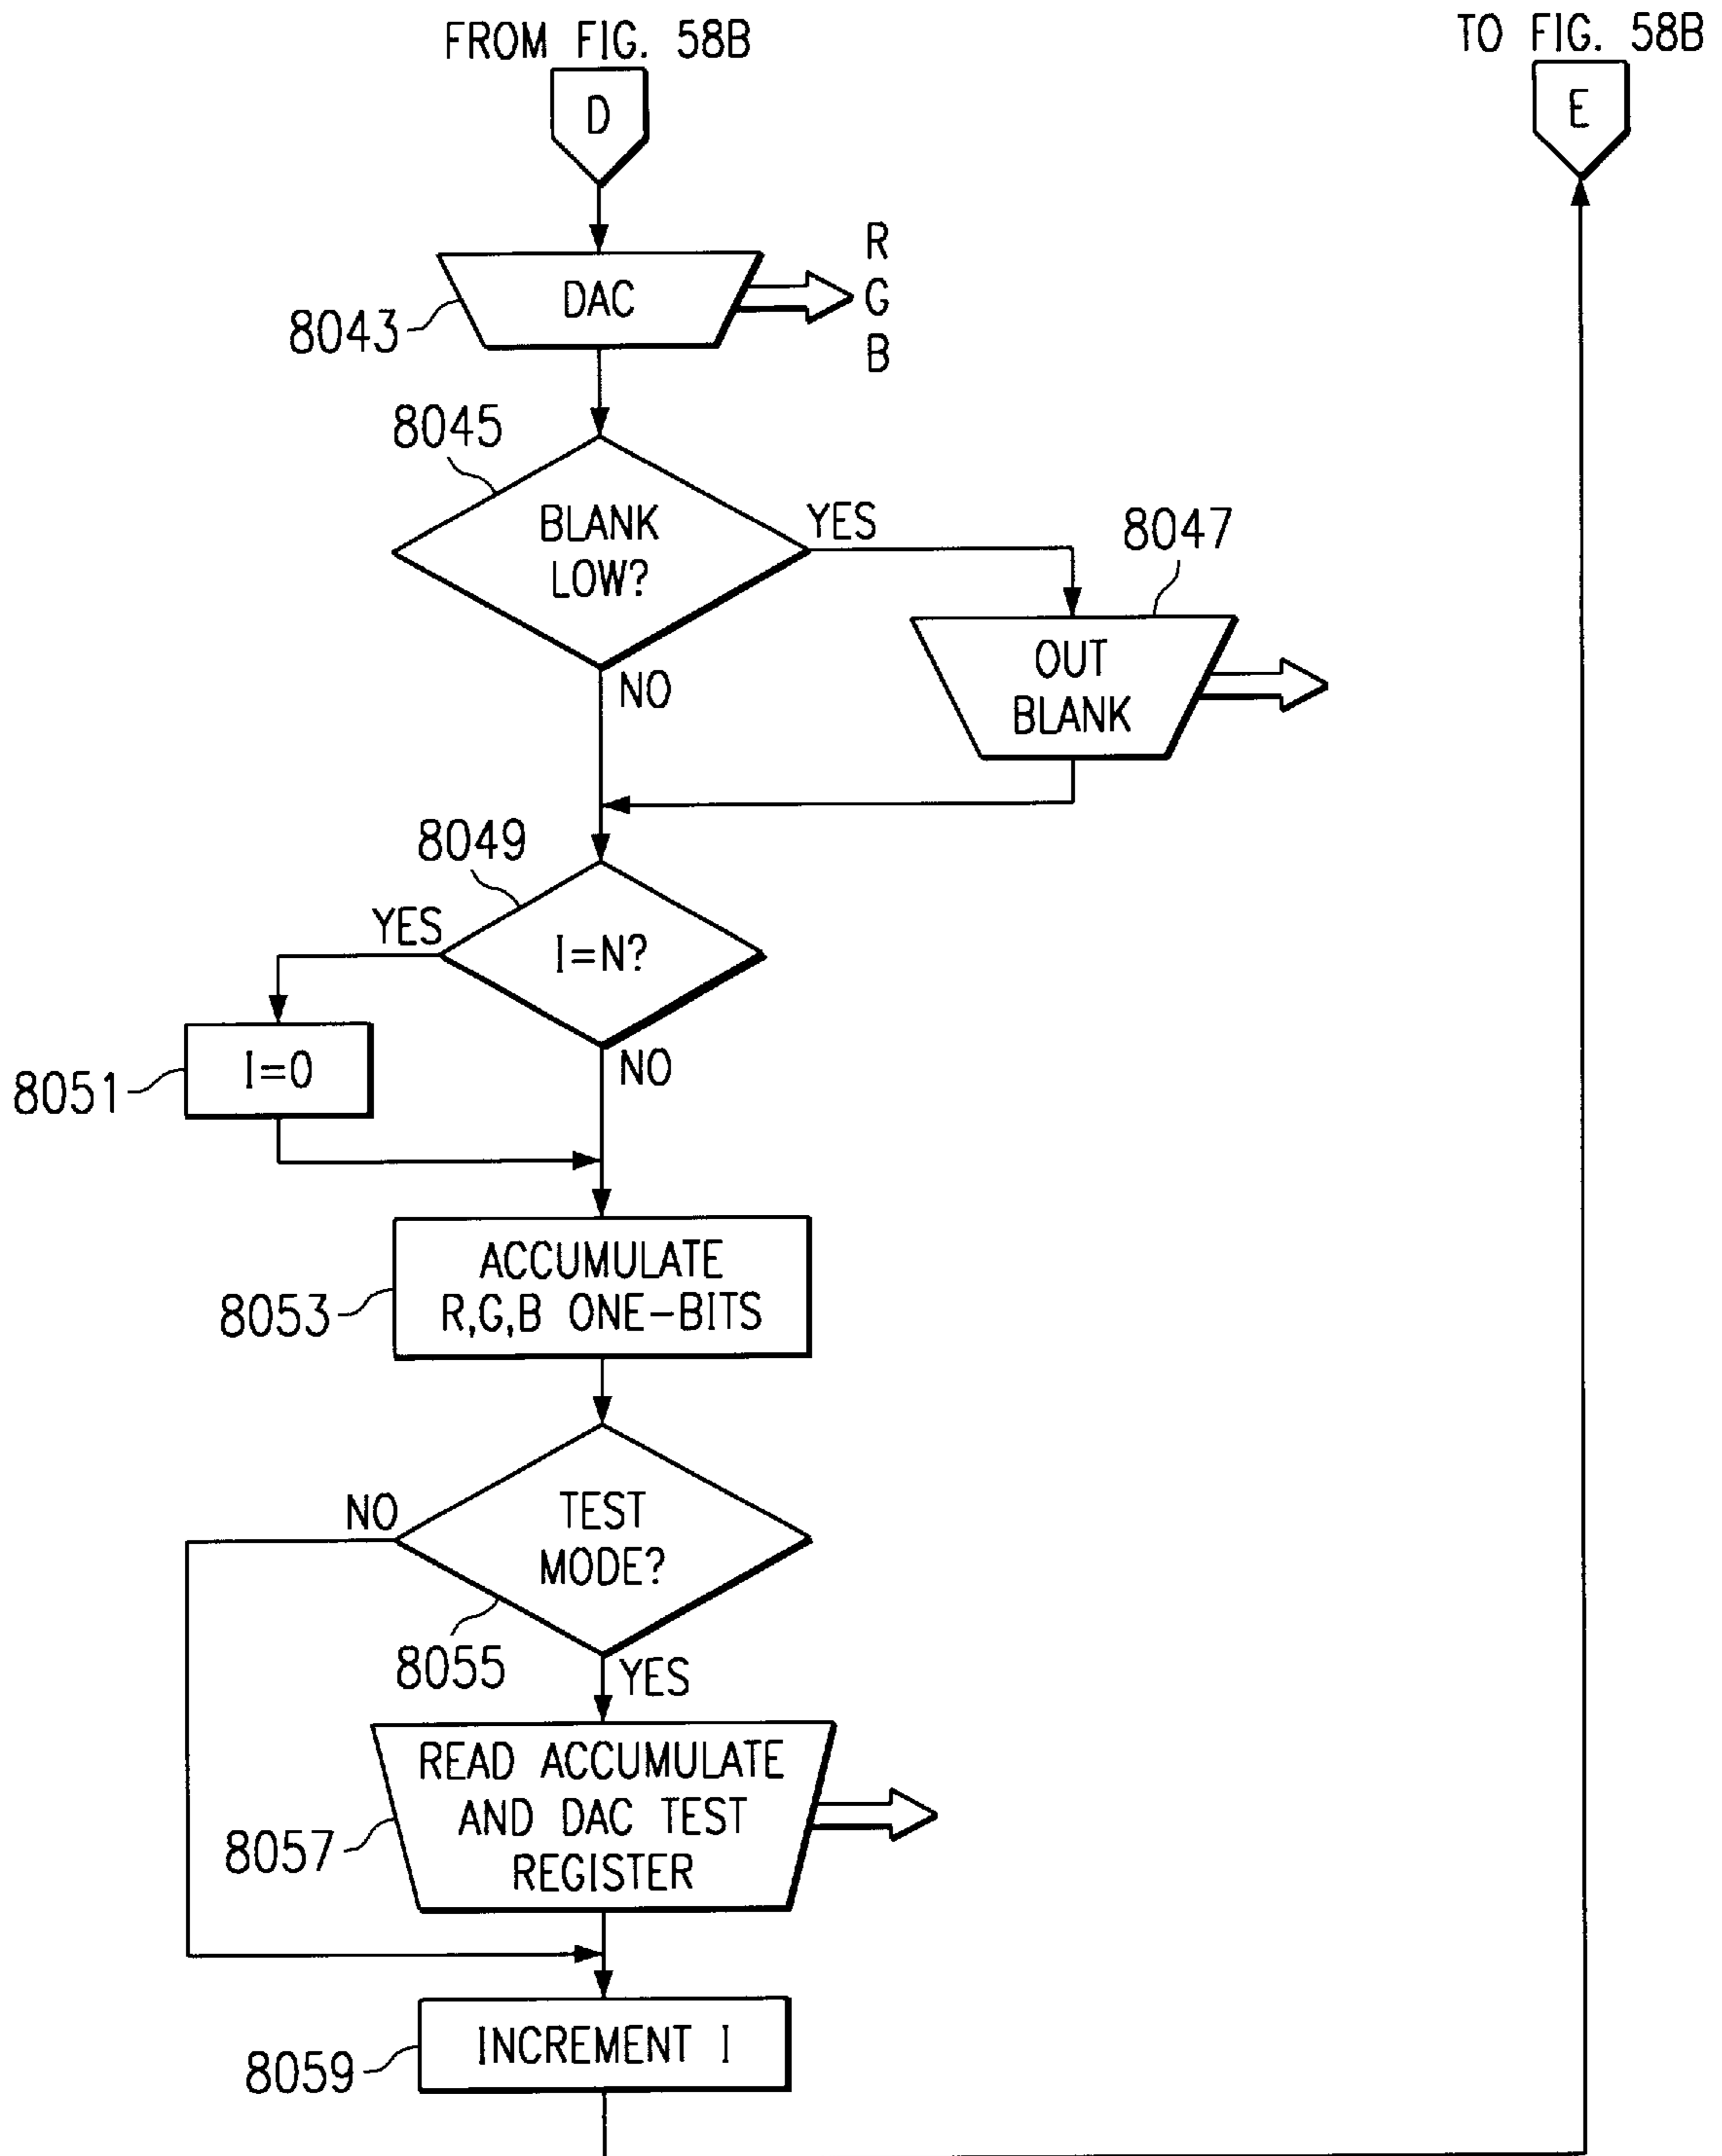 FROM FIG. 58B
TO FIG. 58B
D
E
DAC
R
G
B
8043
8045
BLANK
LOW?
YES
8047
OUT
BLANK
NO
8049
YES
I=N?
I=0
NO
8051
ACCUMULATE
R,G,B ONE-BITS
8053
NO
TEST
MODE?
8055
YES
READ ACCUMULATE
AND DAC TEST
REGISTER
8057
INCREMENT I
8059